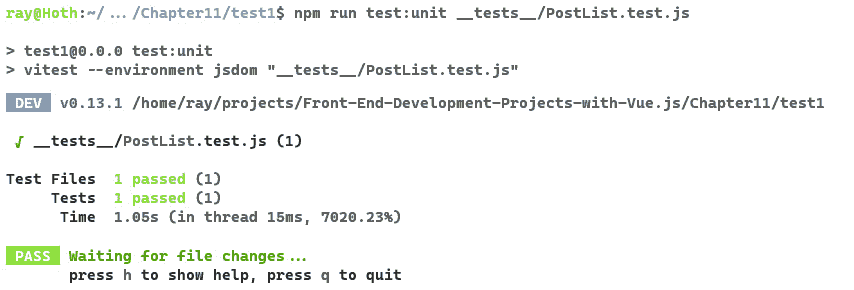 ray@Hoth:~/.../Chapter11/test1$ npm run test:unit __tests__/PostList.test.js
> test1@0.0.0 test:unit
> vitest --environment jsdom "__tests__/PostList.test.js"
DEV v0.13.1 /home/ray/projects/Front-End-Development-Projects-with-Vue.js/Chapter11/test1
√ __tests__/PostList.test.js (1)
Test Files 1 passed (1)
Tests 1 passed (1)
Time 1.05s (in thread 15ms, 7020.23%)
PASS Waiting for file changes...
press h to show help, press q to quit